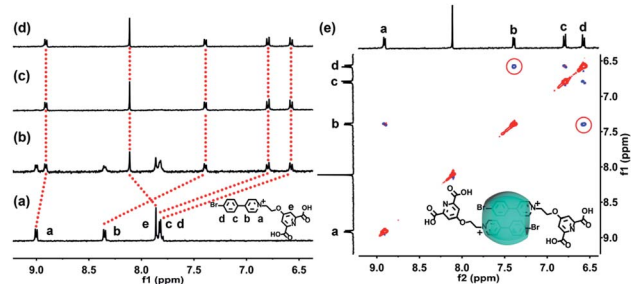 (d)
(c)
(b)
(a)
a
b
e
c
d
Br
d c b a
N+
O
e
N
OH
O
O
OH
9.0 8.5 8.0 7.5 7.0 6.5
f1 (ppm)
(e)
a b c d
d
c
b
a
6.5
7.0
7.5
8.0
8.5
9.0
f1 (ppm)
OH
O
N
O
HO
O
Br
N+
O
O
OH
N
Br
+
O
OH
9.0 8.5 8.0 7.5 7.0 6.5
f2 (ppm)